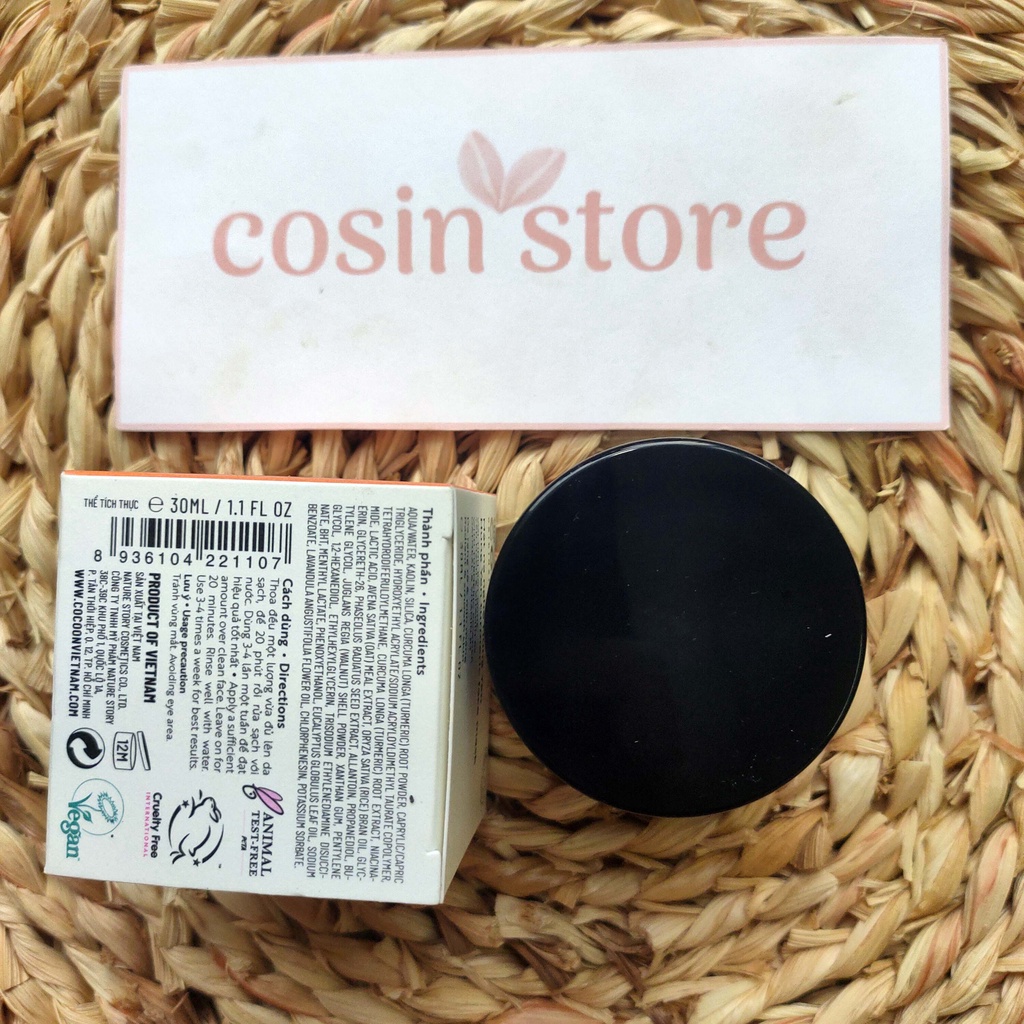 cosin store
THỂ TÍCH THỰC ℮ 30ML / 1.1 FL OZ
8 936104 221107
Thành phần • Ingredients
AQUA/WATER, KAOLIN, SILICA, CURCUMA LONGA (TURMERIC) ROOT POWDER, CAPRYLIC/CAPRIC
TRIGLYCERIDE, HYDROXYETHYL ACRYLATE/SODIUM ACRYLOYLDIMETHYL TAURATE COPOLYMER,
TETRAHYDRODIFERULOYLMETHANE, CURCUMA LONGA (TURMERIC) ROOT EXTRACT, NIACINA-
MIDE, LACTIC ACID, AVENA SATIVA (OAT) MEAL EXTRACT, ORYZA SATIVA (RICE) BRAN OIL, GLYC-
ERIN, GLYCERETH-26, PHASEOLUS RADIATUS SEED EXTRACT, ALLANTOIN, PROPANEDIOL, BU-
TYLENE GLYCOL, JUGLANS REGIA (WALNUT) SHELL POWDER, XANTHAN GUM, PENTYLENE
GLYCOL, 1,2-HEXANEDIOL, ETHYLHEXYLGLYCERIN, TRISODIUM ETHYLENEDIAMINE DISUCCI-
NATE, BHT, MENTHYL LACTATE, PHENOXYETHANOL, EUCALYPTUS GLOBULUS LEAF OIL, SODIUM
BENZOATE, LAVANDULA ANGUSTIFOLIA FLOWER OIL, CHLORPHENESIN, POTASSIUM SORBATE.
Cách dùng • Directions
Thoa đều một lượng vừa đủ lên da
sạch, để 20 phút rồi rửa sạch với
nước. Dùng 3-4 lần một tuần để đạt
hiệu quả tốt nhất • Apply a sufficient
amount over clean face. Leave on for
20 minutes. Rinse well with water.
Use 3-4 times a week for best results.
Lưu ý • Usage precaution
Tránh vùng mắt. Avoiding eye area.
PRODUCT OF VIETNAM
SẢN XUẤT TẠI VIỆT NAM
NATURE STORY COSMETICS CO., LTD.
CÔNG TY TNHH MỸ PHẨM NATURE STORY
38C-39C KHU PHỐ 1, QUỐC LỘ 1A,
P. TÂN THỚI HIỆP, Q. 12, TP. HỒ CHÍ MINH
WWW.COCOONVIETNAM.COM
ANIMAL
TEST-FREE
PETA
Cruelty Free
INTERNATIONAL
12M
Vegan